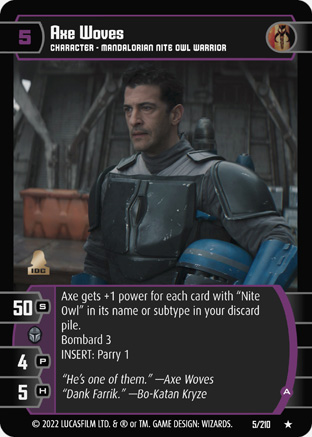 5
Axe Woves
CHARACTER - MANDALORIAN NITE OWL WARRIOR
IDC
50 S
4 P
5 H
Axe gets +1 power for each card with “Nite
Owl” in its name or subtype in your discard
pile.
Bombard 3
INSERT: Parry 1
“He’s one of them.” —Axe Woves
“Dank Farrik.” —Bo-Katan Kryze
A
© 2022 LUCASFILM LTD. & ® or TM. GAME DESIGN: WIZARDS.
5/210